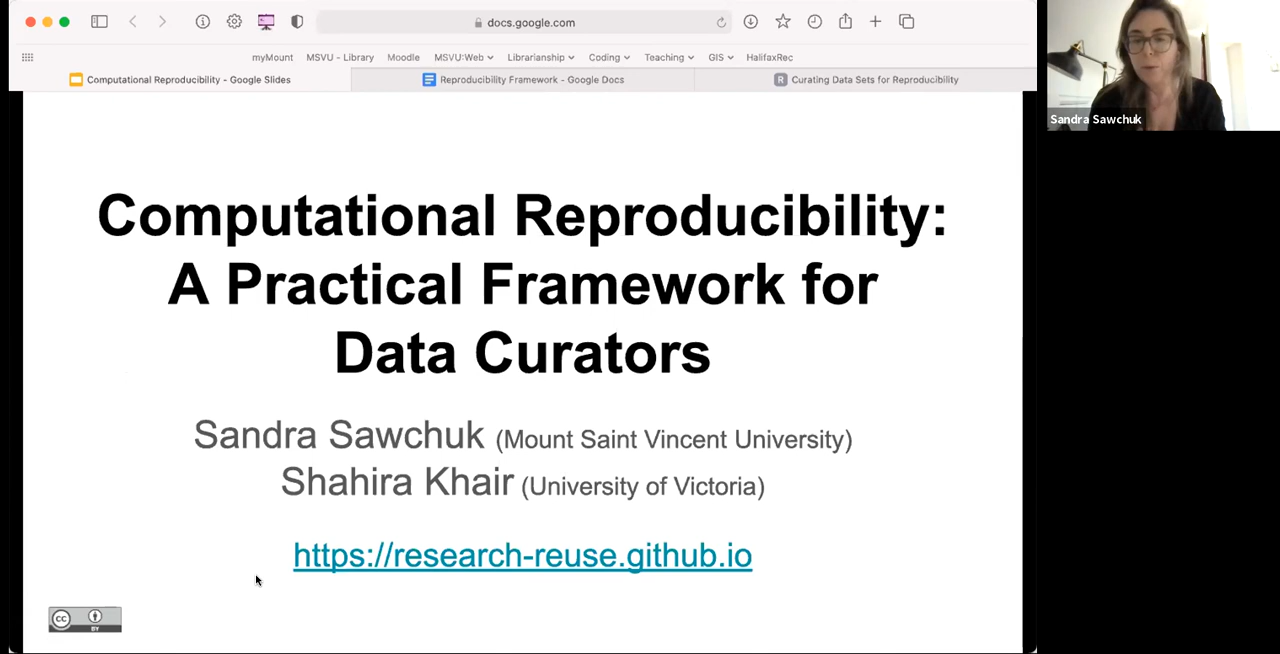 docs.google.com
myMount MSVU - Library Moodle MSVU:Web Librarianship Coding Teaching GIS HalifaxRec
Computational Reproducibility - Google Slides
Reproducibility Framework - Google Docs
R Curating Data Sets for Reproducibility
Sandra Sawchuk
Computational Reproducibility:
A Practical Framework for
Data Curators
Sandra Sawchuk (Mount Saint Vincent University)
Shahira Khair (University of Victoria)
https://research-reuse.github.io
cc
BY